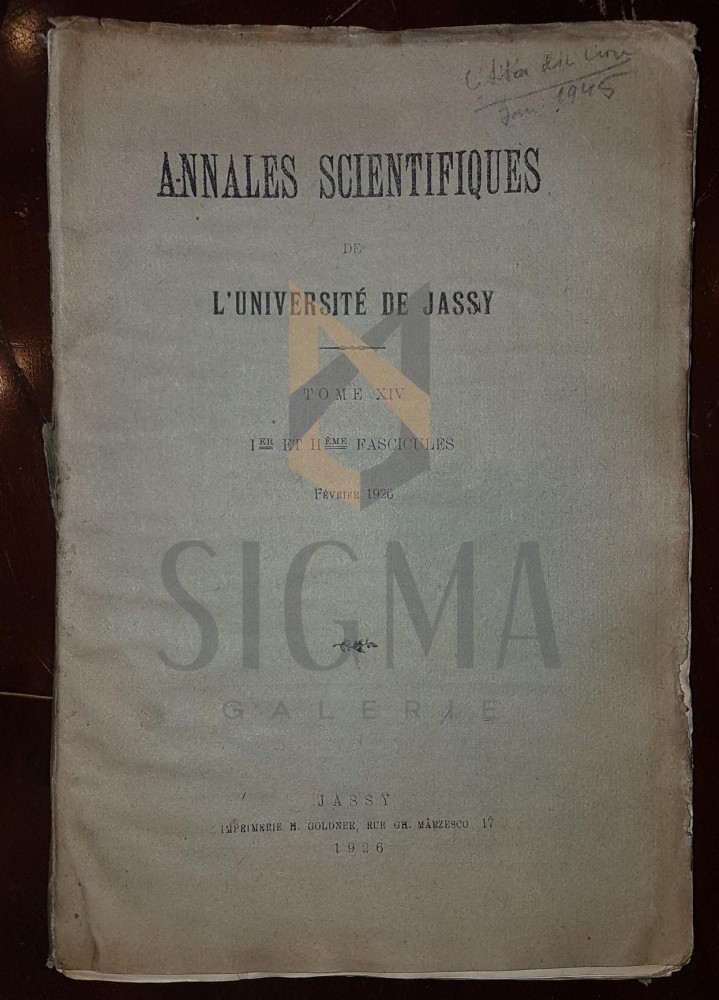 1945
ANNALES SCIENTIFIQUES
DE
L'UNIVERSITÉ DE JASSY
TOME XIV
IER ET IIÈME FASCICULES
FÉVRIER 1926
SIGMA
GALERIE
JASSY
IMPRIMERIE H. GOLDNER, RUE GH. MÂRZESCO 17
1926